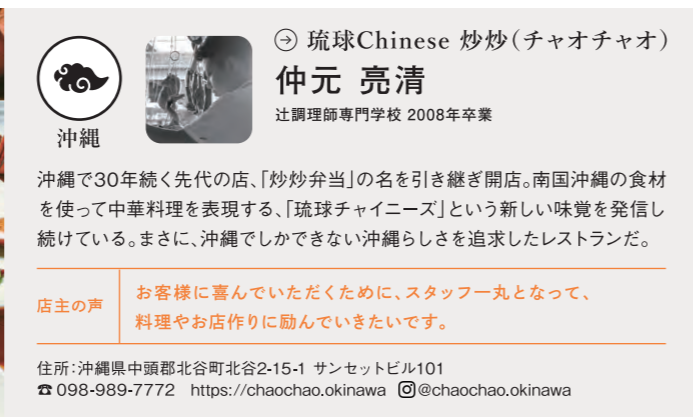 琉球Chinese 炒炒(チャオチャオ)
仲元 亮清
辻調理師専門学校 2008年卒業
沖縄
沖縄で30年続く先代の店、「炒炒弁当」の名を引き継ぎ開店。南国沖縄の食材
を使って中華料理を表現する、「琉球チャイニーズ」という新しい味覚を発信し
続けている。まさに、沖縄でしかできない沖縄らしさを追求したレストランだ。
店主の声
お客様に喜んでいただくために、スタッフ一丸となって、
料理やお店作りに励んでいきたいです。
住所:沖縄県中頭郡北谷町北谷2-15-1 サンセットビル101
☎098-989-7772 https://chaochao.okinawa @chaochao.okinawa